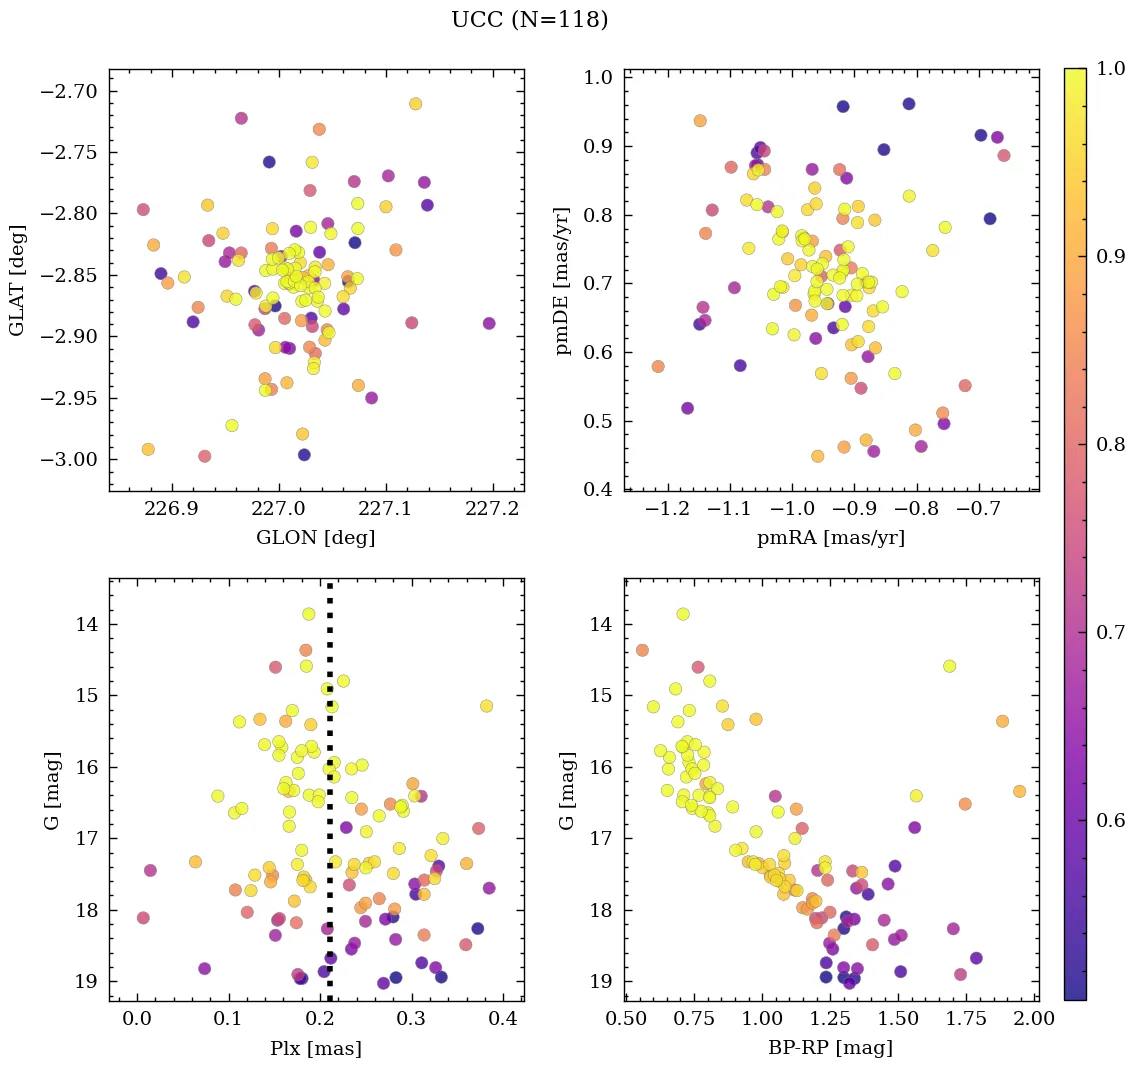 UCC (N=118)
−2.70
−2.75
−2.80
−2.85
−2.90
−2.95
−3.00
GLAT [deg]
226.9 227.0 227.1 227.2
GLON [deg]
1.0
0.9
0.8
0.7
0.6
0.5
0.4
pmDE [mas/yr]
−1.2 −1.1 −1.0 −0.9 −0.8 −0.7
pmRA [mas/yr]
14
15
16
17
18
19
G [mag]
0.0 0.1 0.2 0.3 0.4
Plx [mas]
14
15
16
17
18
19
G [mag]
0.50 0.75 1.00 1.25 1.50 1.75 2.00
BP-RP [mag]
1.0
0.9
0.8
0.7
0.6